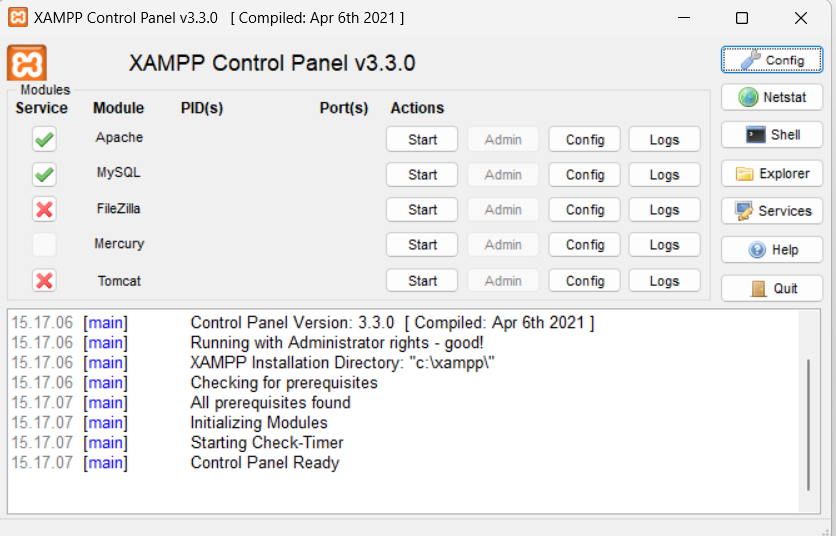 XAMPP Control Panel v3.3.0 [ Compiled: Apr 6th 2021 ]
XAMPP Control Panel v3.3.0
Config
Modules
Service Module PID(s) Port(s) Actions
Netstat
Apache Start Admin Config Logs
Shell
MySQL Start Admin Config Logs
Explorer
FileZilla Start Admin Config Logs
Services
Mercury Start Admin Config Logs
Help
Tomcat Start Admin Config Logs
Quit
15.17.06 [main] Control Panel Version: 3.3.0 [ Compiled: Apr 6th 2021 ]
15.17.06 [main] Running with Administrator rights - good!
15.17.06 [main] XAMPP Installation Directory: "c:\xampp\"
15.17.06 [main] Checking for prerequisites
15.17.07 [main] All prerequisites found
15.17.07 [main] Initializing Modules
15.17.07 [main] Starting Check-Timer
15.17.07 [main] Control Panel Ready